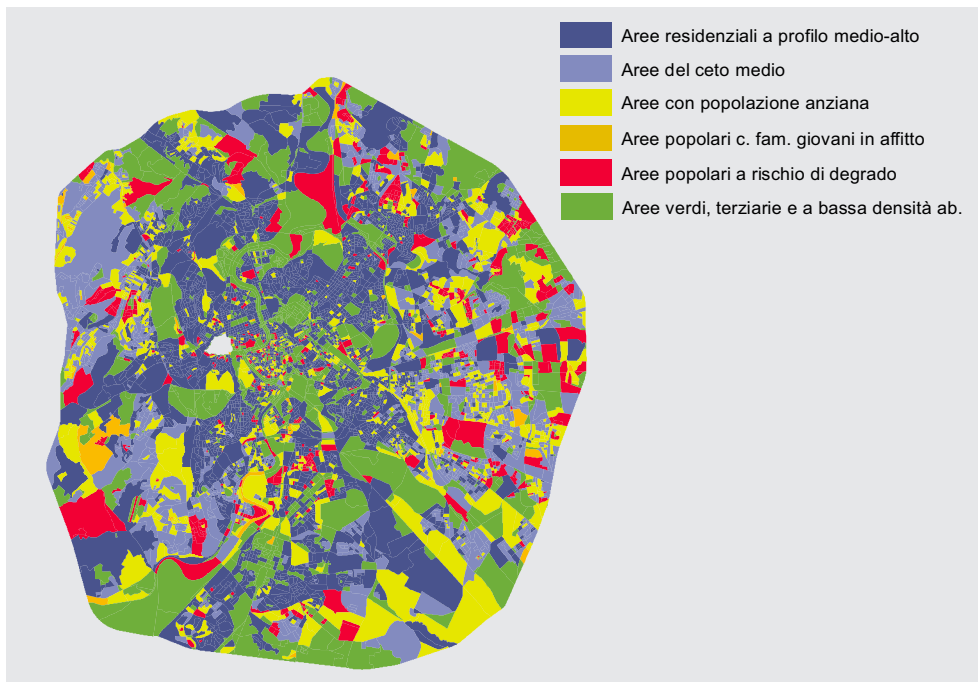 Aree residenziali a profilo medio-alto
Aree del ceto medio
Aree con popolazione anziana
Aree popolari c. fam. giovani in affitto
Aree popolari a rischio di degrado
Aree verdi, terziarie e a bassa densità ab.